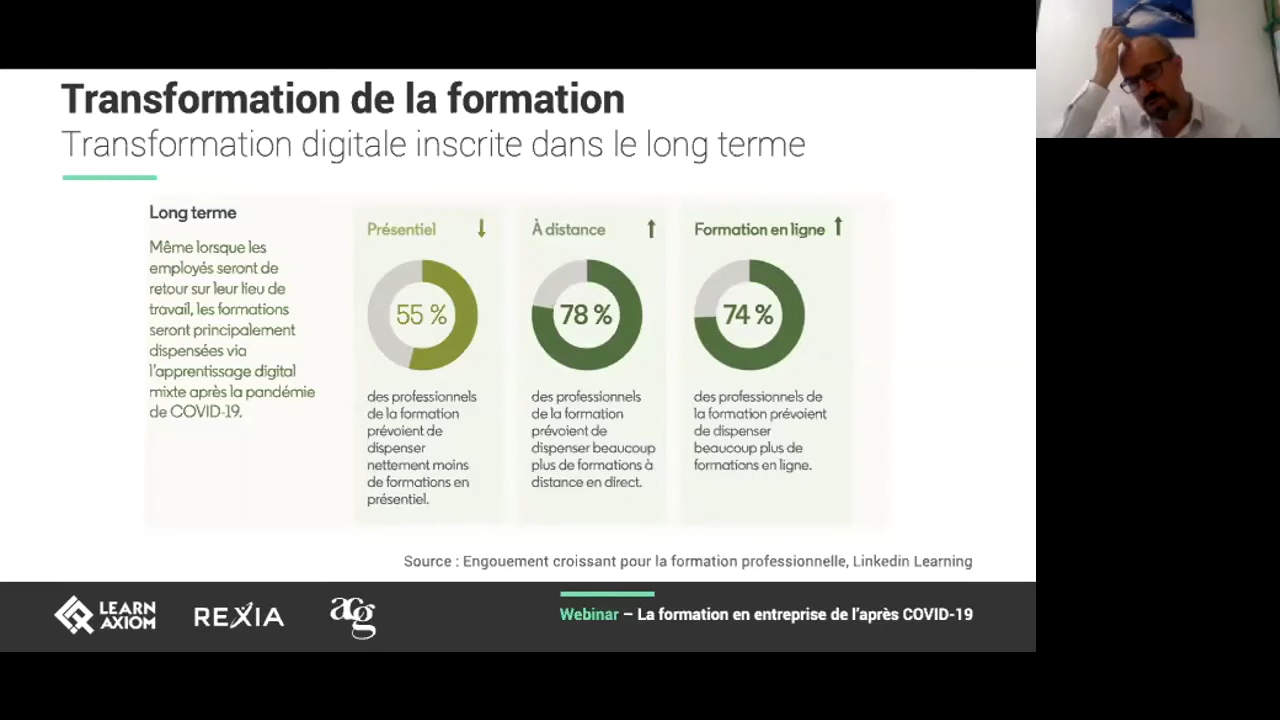 Transformation de la formation
Transformation digitale inscrite dans le long terme
Long terme
Même lorsque les
employés seront de
retour sur leur lieu de
travail, les formations
seront principalement
dispensées via
l'apprentissage digital
mixte après la pandémie
de COVID-19.
Présentiel
55 %
des professionnels
de la formation
prévoient de
dispenser
nettement moins
de formations en
présentiel.
À distance
78 %
des professionnels
de la formation
prévoient de
dispenser beaucoup
plus de formations à
distance en direct.
Formation en ligne
74 %
des professionnels de
la formation prévoient
de dispenser
beaucoup plus de
formations en ligne.
Source : Engouement croissant pour la formation professionnelle, Linkedin Learning
LEARN
AXIOM
REXIA
acg
Webinar – La formation en entreprise de l'après COVID-19